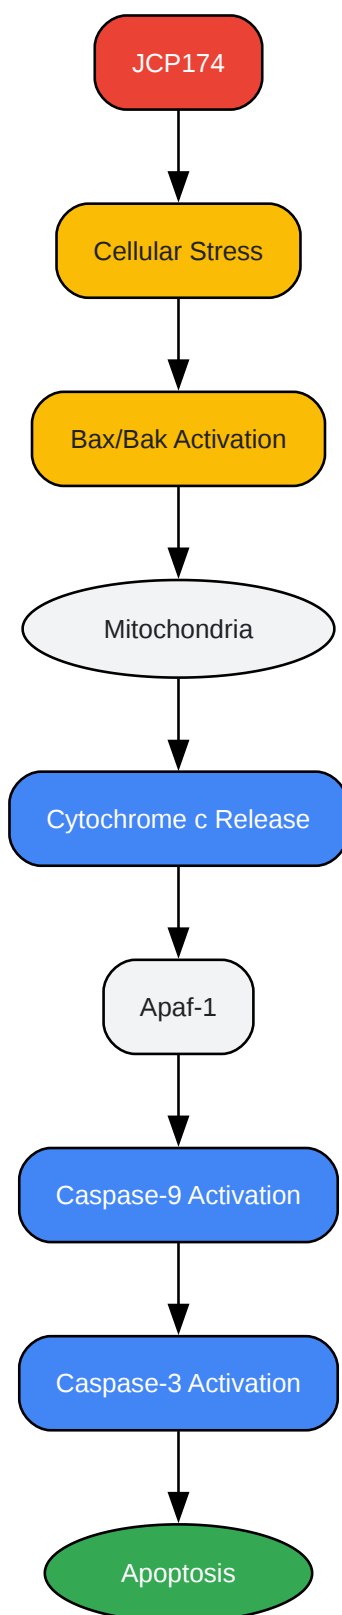 JCP174
Cellular Stress
Bax/Bak Activation
Mitochondria
Cytochrome c Release
Apaf-1
Caspase-9 Activation
Caspase-3 Activation
Apoptosis